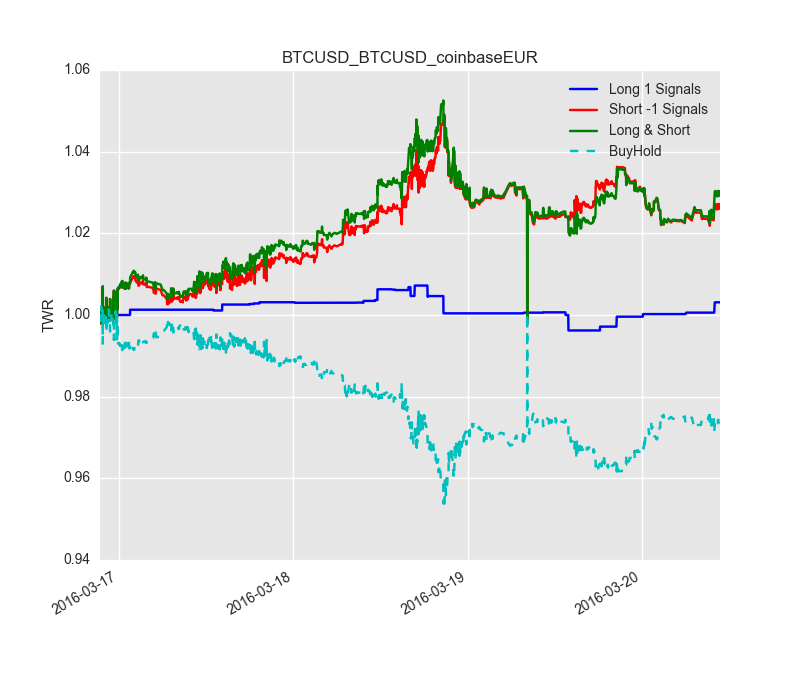 BTCUSD_BTCUSD_coinbaseEUR
1.06
1.04
1.02
1.00
0.98
0.96
0.94
TWR
Long 1 Signals
Short -1 Signals
Long & Short
BuyHold
2016-03-17
2016-03-18
2016-03-19
2016-03-20